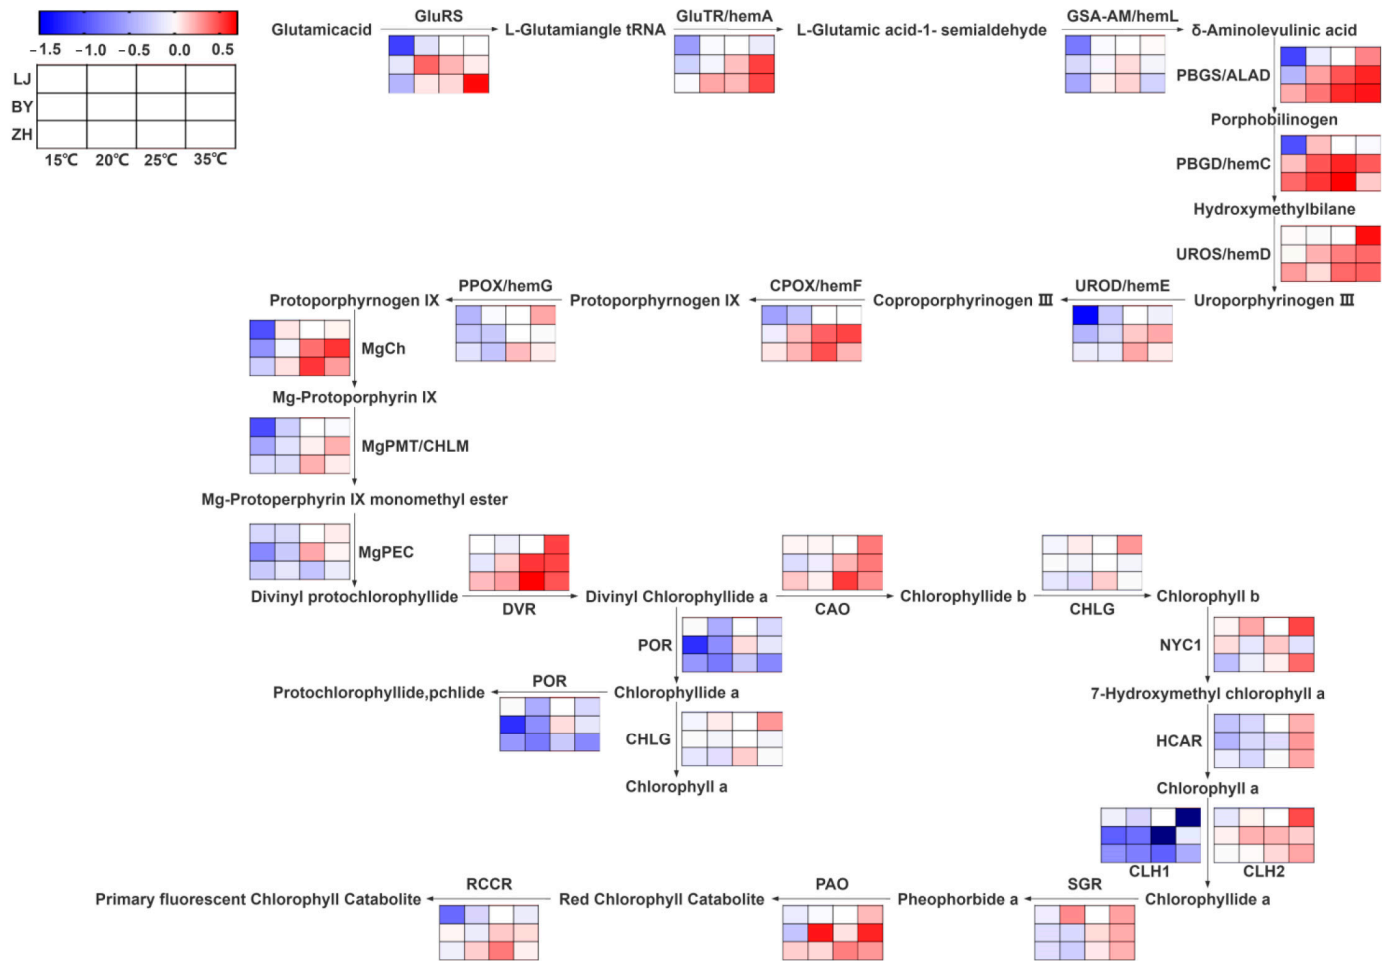 −1.5 −1.0 −0.5 0.0 0.5
LJ
BY
ZH
15℃ 20℃ 25℃ 35℃
Glutamicacid
GluRS
L-Glutamiangle tRNA
GluTR/hemA
L-Glutamic acid-1- semialdehyde
GSA-AM/hemL
δ-Aminolevulinic acid
PBGS/ALAD
Porphobilinogen
PBGD/hemC
Hydroxymethylbilane
UROS/hemD
Uroporphyrinogen Ⅲ
UROD/hemE
Coproporphyrinogen Ⅲ
CPOX/hemF
Protoporphyrnogen IX
PPOX/hemG
Protoporphyrnogen IX
MgCh
Mg-Protoporphyrin IX
MgPMT/CHLM
Mg-Protoperphyrin IX monomethyl ester
MgPEC
Divinyl protochlorophyllide
DVR
Divinyl Chlorophyllide a
CAO
Chlorophyllide b
CHLG
Chlorophyll b
POR
NYC1
Protochlorophyllide,pchlide
POR
Chlorophyllide a
7-Hydroxymethyl chlorophyll a
CHLG
HCAR
Chlorophyll a
Chlorophyll a
CLH1
CLH2
Chlorophyllide a
SGR
Pheophorbide a
PAO
Red Chlorophyll Catabolite
RCCR
Primary fluorescent Chlorophyll Catabolite